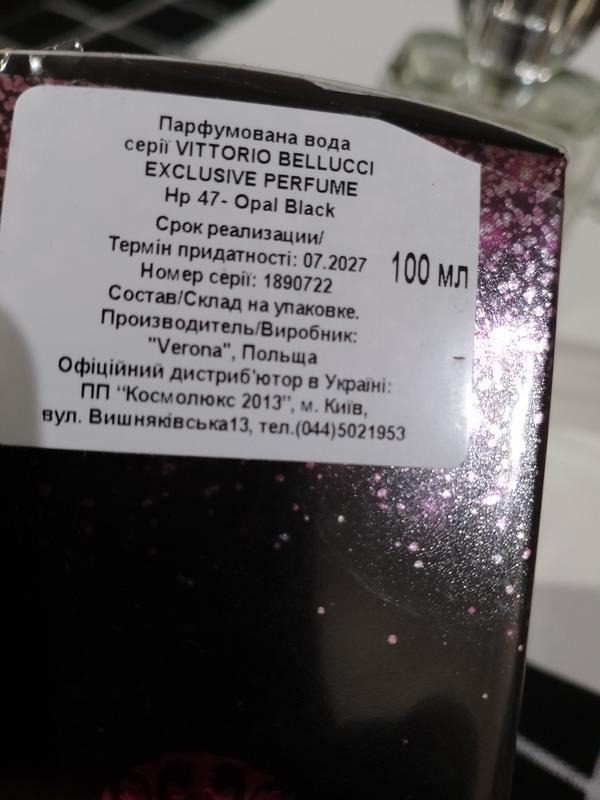 Парфумована вода
серії VITTORIO BELLUCCI
EXCLUSIVE PERFUME
Hp 47- Opal Black
Срок реализации/
Термін придатності: 07.2027
100 мл
Номер серії: 1890722
Состав/Склад на упаковке.
Производитель/Виробник:
"Verona", Польща
Офіційний дистриб'ютор в Україні:
ПП “Космолюкс 2013”, м. Київ,
вул. Вишняківська13, тел.(044)5021953